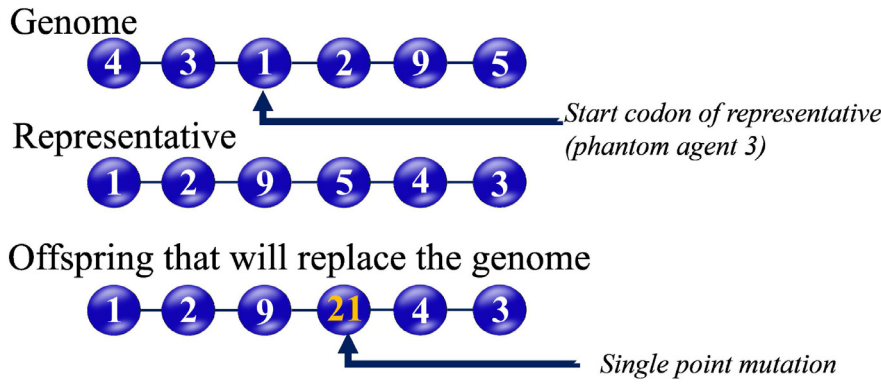 Genome
4 3 1 2 9 5
Start codon of representative
(phantom agent 3)
Representative
1 2 9 5 4 3
Offspring that will replace the genome
1 2 9 21 4 3
Single point mutation